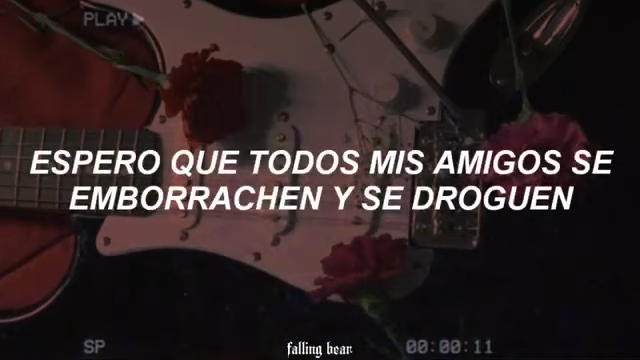 PLAY
ESPERO QUE TODOS MIS AMIGOS SE
EMBORRACHEN Y SE DROGUEN
SP
falling bear
00:00:11